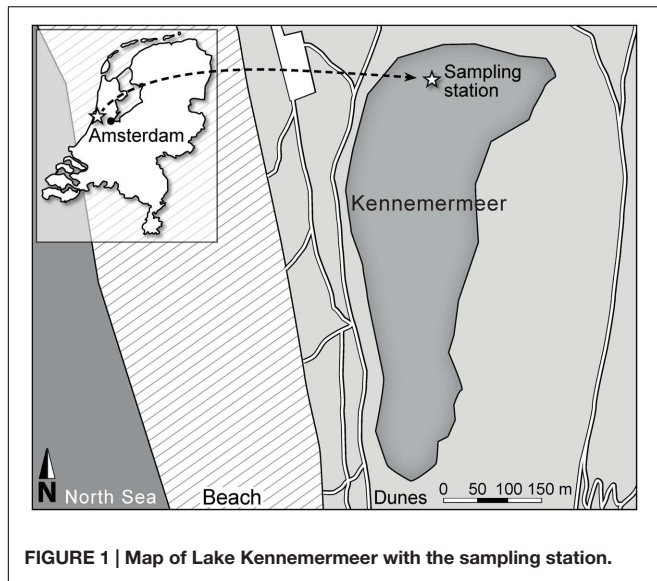 Amsterdam
Sampling
station
Kennemermeer
N North Sea
Beach
Dunes
0 50 100 150 m
FIGURE 1 | Map of Lake Kennemermeer with the sampling station.